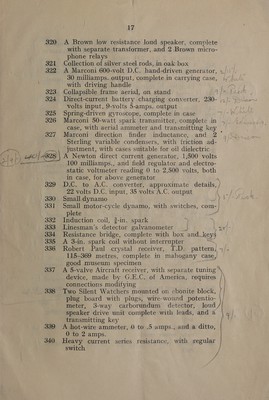 17
320 A Brown low resistance loud speaker, complete
with separate transformer, and 2 Brown micro-
phone relays
321 Collection of silver steel rods, in oak box
322 A Marconi 600-volt D.C. hand-driven generator,
30 milliamps. output, complete in carrying case,
with driving handle
323 Collapsible frame aerial, on stand
324 Direct-current battery charging converter, 230-
volts input, 9-volts 5-amps. output
325 Spring-driven gyroscope, complete in case
326 Marconi 50-watt spark transmitter, complete in
case, with aerial ammeter and transmitting key
327 Marconi direction finder inductance, and 2
Sterling variable condensers, with triction ad-
justment, with cases suitable for oil dielectric
328 A Newton direct current generator, 1,500 volts
100 milliamps., and field regulator and electro-
static voltmeter reading 0 to 2,500 volts, both
in case, for above generator
329 D.C. to A.C. converter, approximate details,
22 volts D.C. input, 35 volts A.C. output
330 Small dynamo
331 Small motor-cycle dynamo, with switches, com-
plete
332 Induction coil, ¾-in. spark
333 Linesman's detector galvanometer
334 Resistance bridge, complete with box and keys
335 A 3-in. spark coil without interrupter
336 Robert Paul crystal receiver, T.D. pattern,
115-369 metres, complete in mahogany case,
good museum specimen
337 A 5-valve Aircraft receiver, with separate tuning
device, made by G.E.C. of America, requires
connections modifying
338 Two Silent Watchers mounted on ebonite block,
plug board with plugs, wire-wound potentio-
meter, 3-way carborundum detector, loud
speaker drive unit complete with leads, and a
transmitting key
339 A hot-wire ammeter, 0 to .5 amps., and a ditto,
0 to 2 amps.
340 Heavy current series resistance, with regular
switch